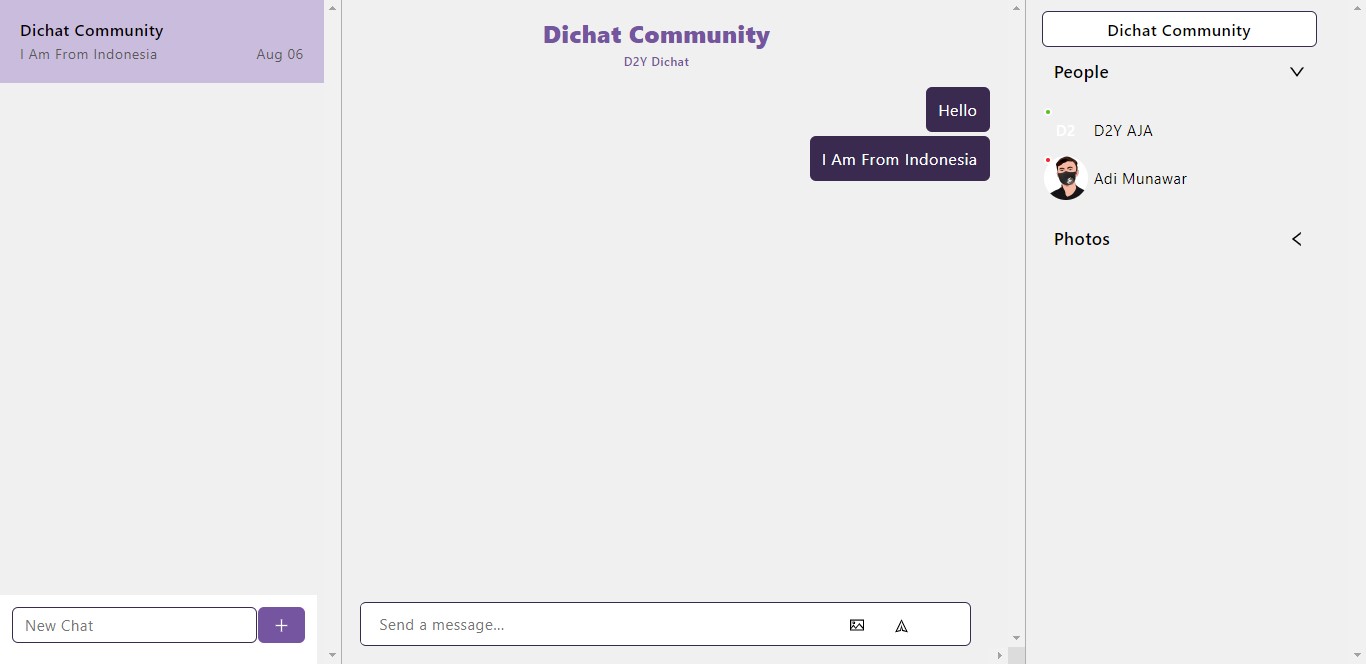 Dichat Community
I Am From Indonesia Aug 06
New Chat
Dichat Community
D2Y Dichat
Hello
I Am From Indonesia
Send a message...
Dichat Community
People
D2 D2Y AJA
Adi Munawar
Photos